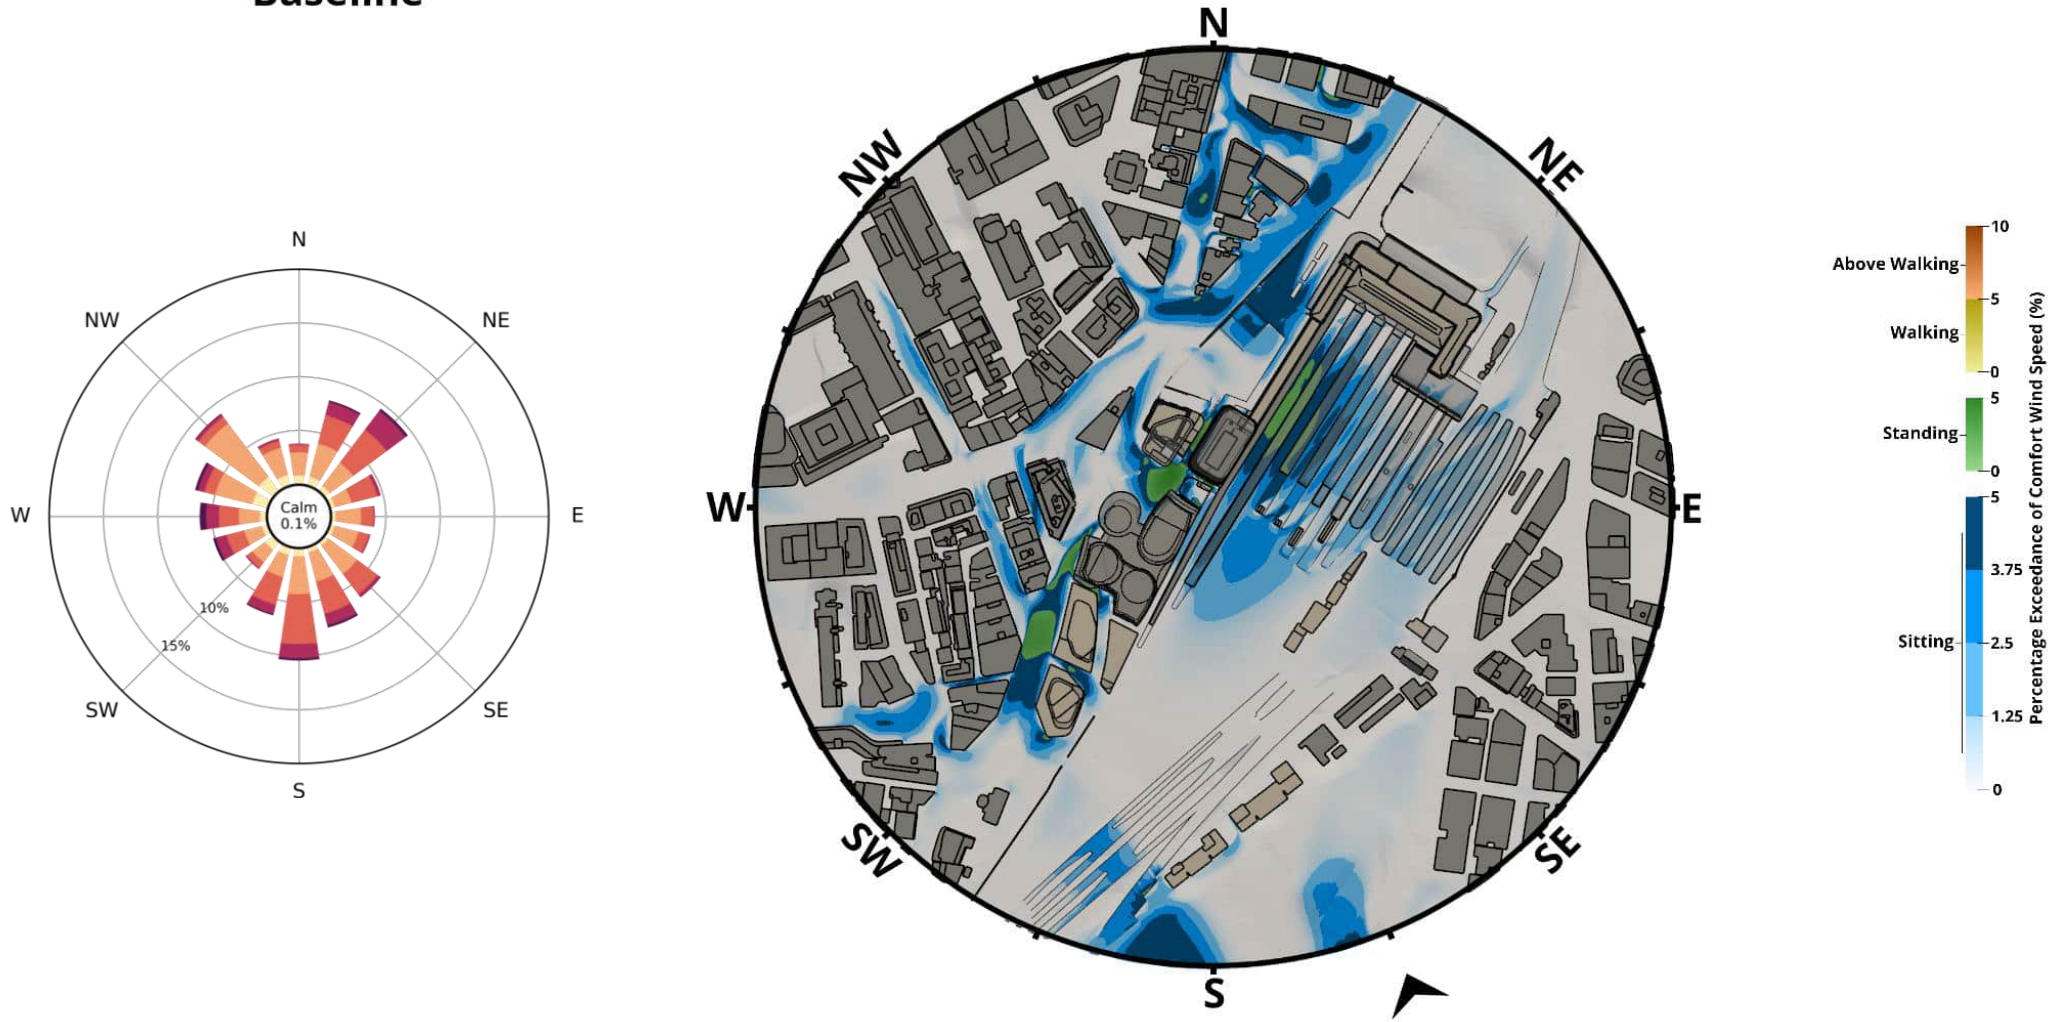 Baseline
N
NW
NE
W
Calm
0.1%
E
10%
15%
SW
SE
S
N
NW
NE
W
E
SW
SE
S
10
Above Walking
5
Walking
0
5
Standing
0
5
3.75
2.5
Sitting
1.25
0
Percentage Exceedance of Comfort Wind Speed (%)